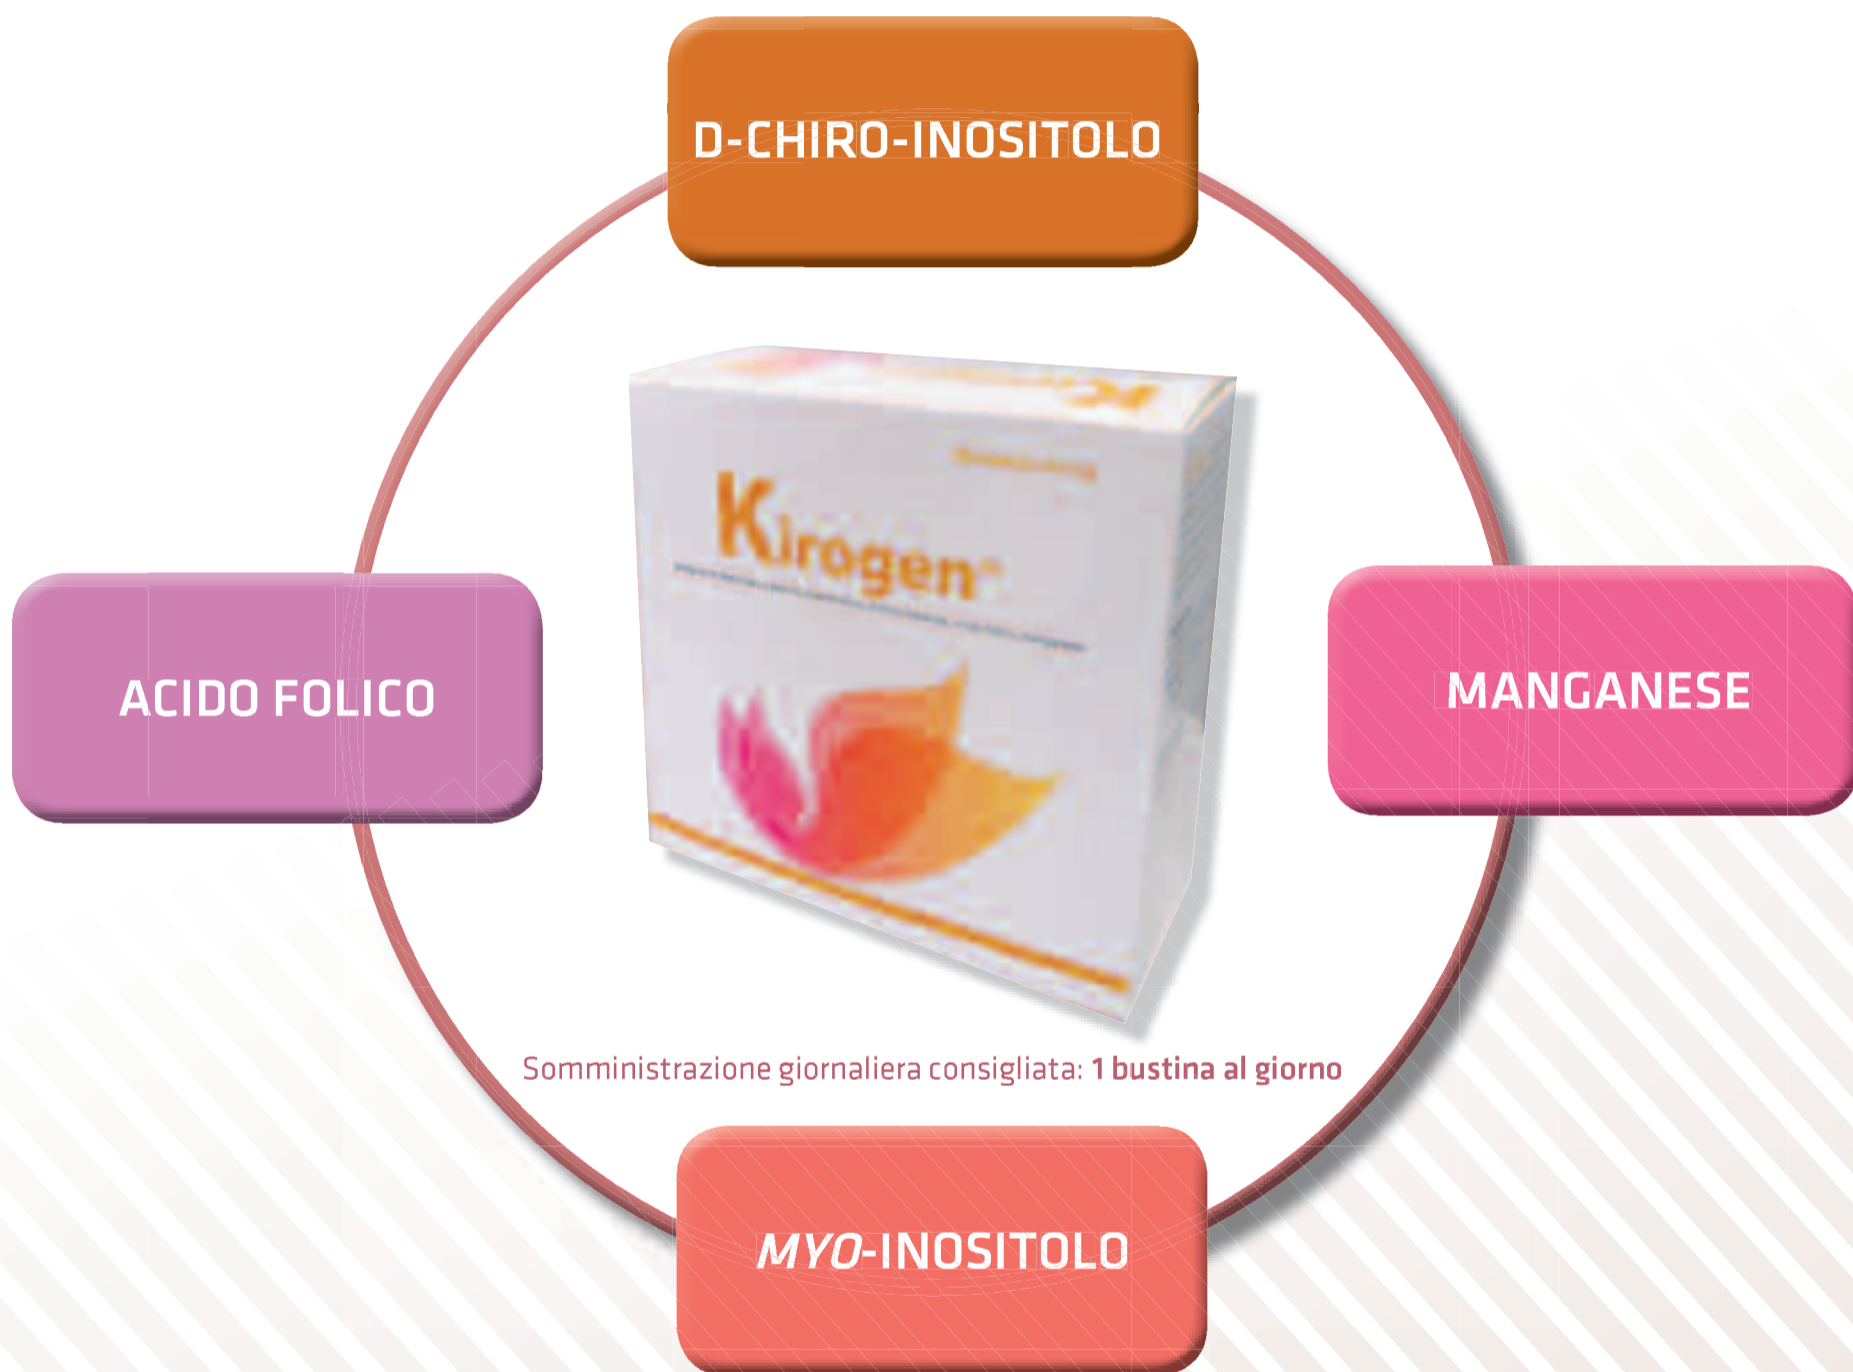 D-CHIRO-INOSITOLO
Kirogen
ACIDO FOLICO
MANGANESE
Somministrazione giornaliera consigliata: 1 bustina al giorno
MYO-INOSITOLO